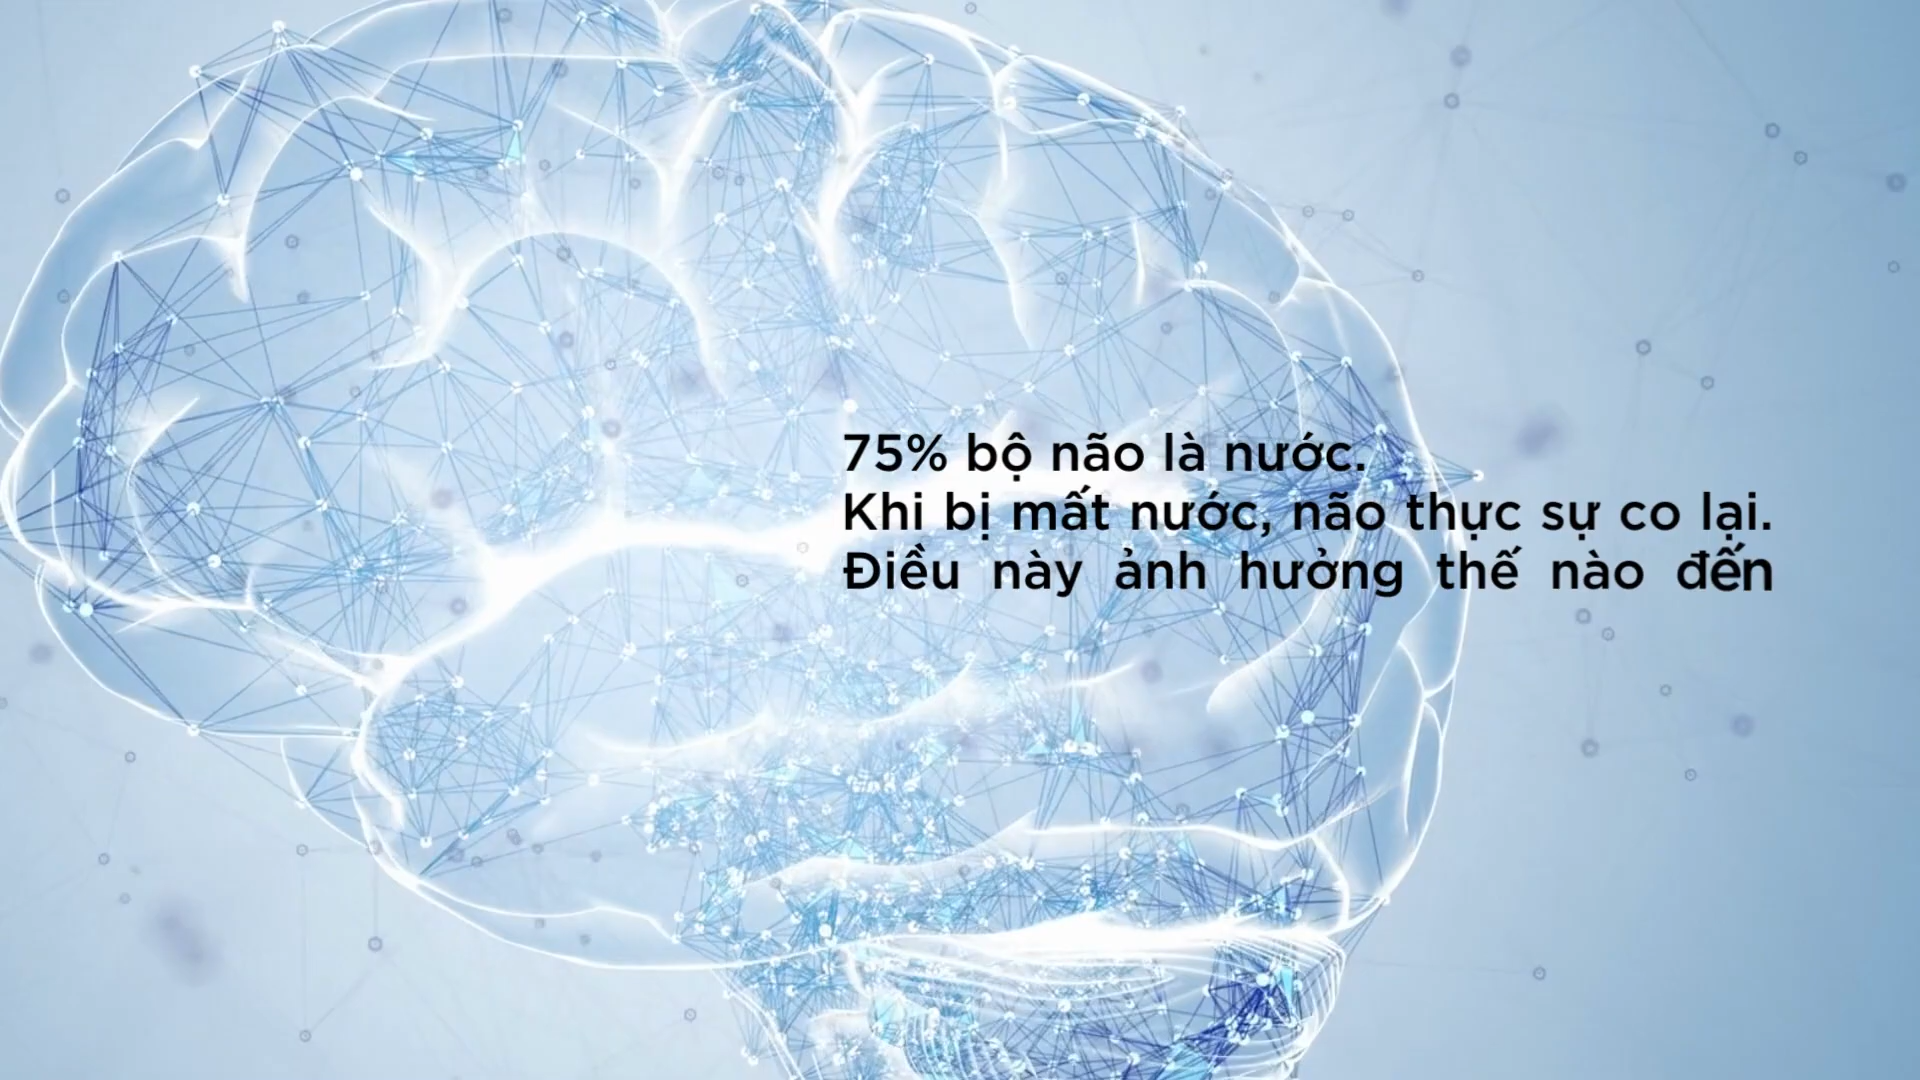 75% bộ não là nước.
Khi bị mất nước, não thực sự co lại.
Điều này ảnh hưởng thế nào đến